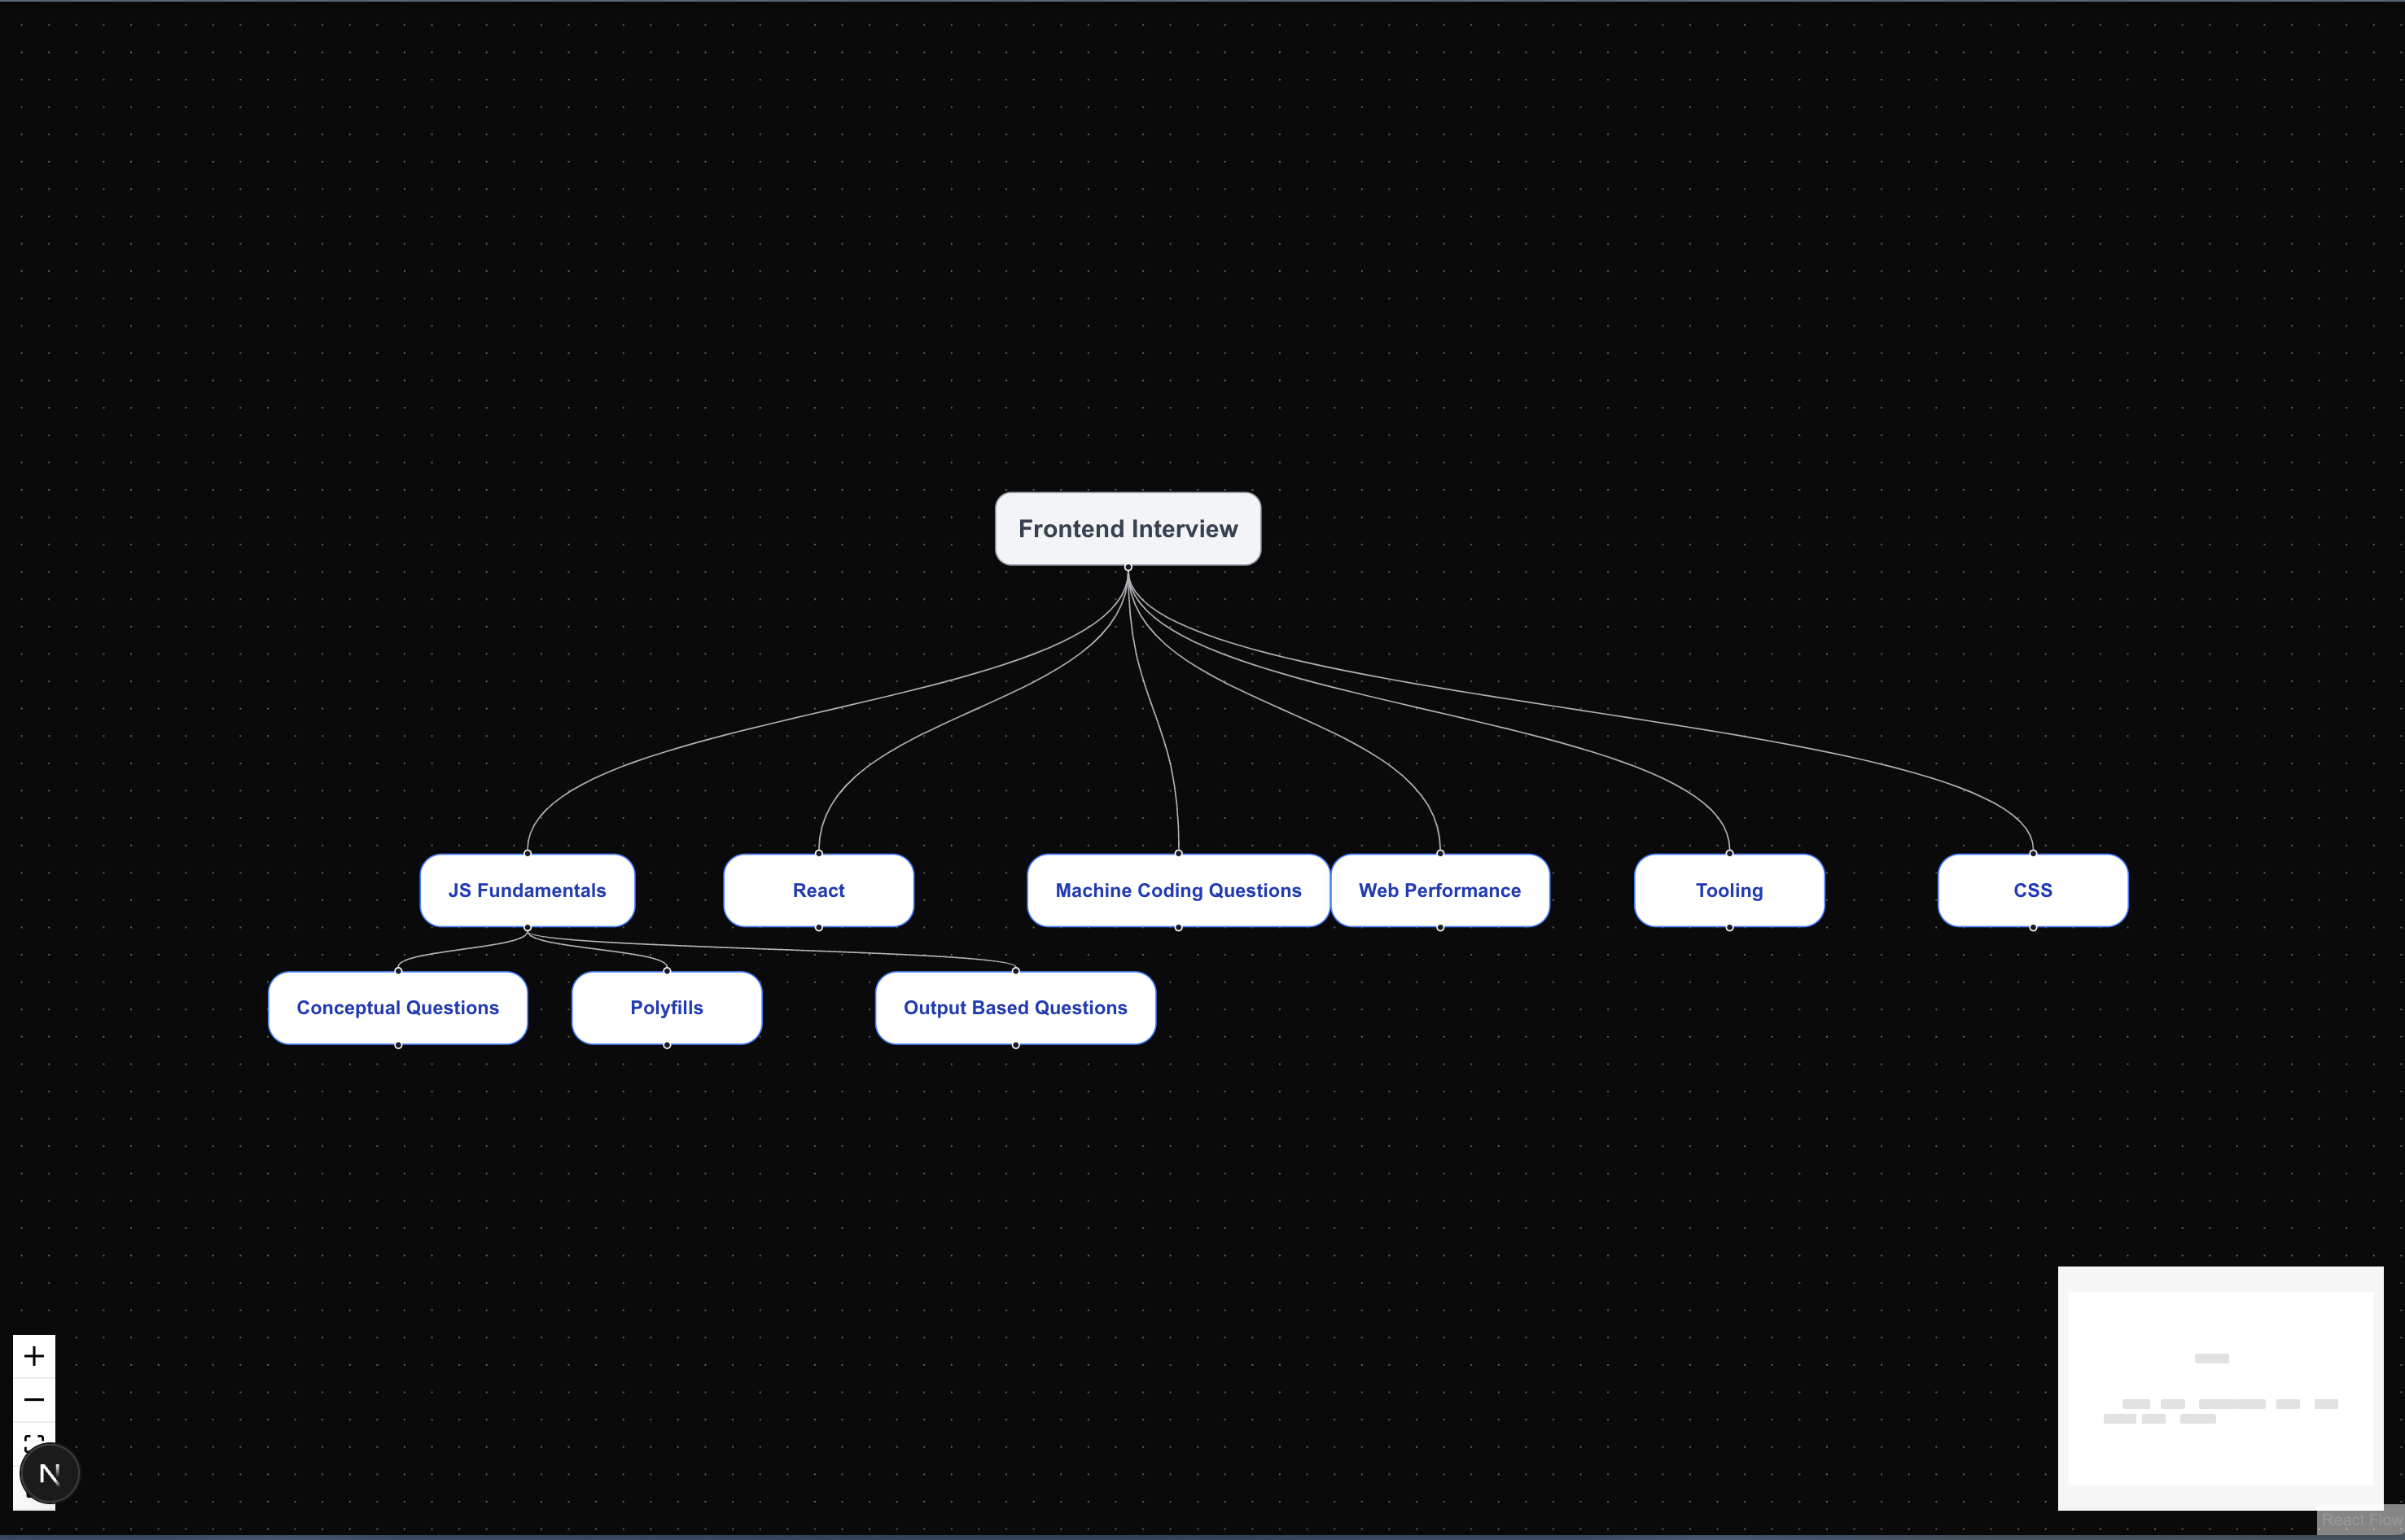 Frontend Interview
JS Fundamentals
React
Machine Coding Questions
Web Performance
Tooling
CSS
Conceptual Questions
Polyfills
Output Based Questions
N
React Flow